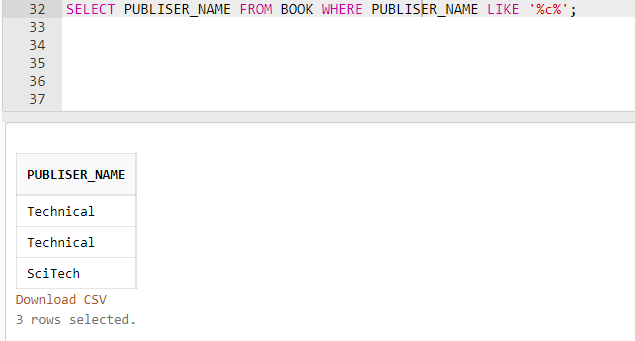 32 SELECT PUBLISER_NAME FROM BOOK WHERE PUBLISER_NAME LIKE '%c%';
33
34
35
36
37
PUBLISER_NAME
Technical
Technical
SciTech
Download CSV
3 rows selected.